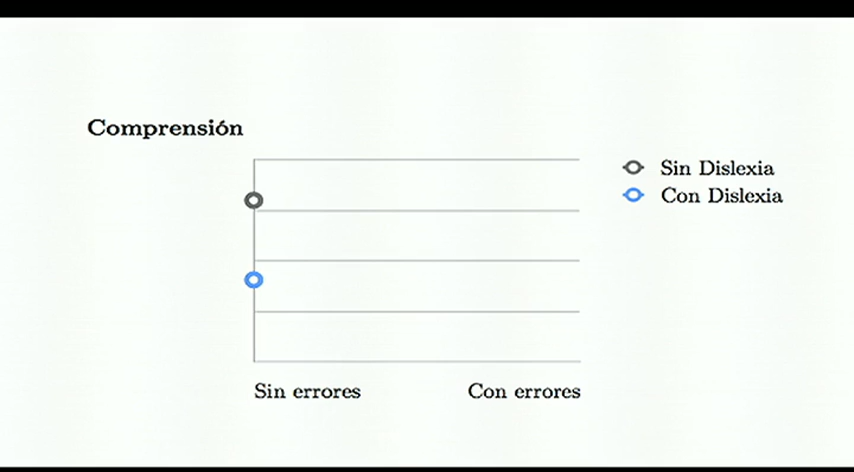 Comprensión
Sin Dislexia
Con Dislexia
Sin errores
Con errores